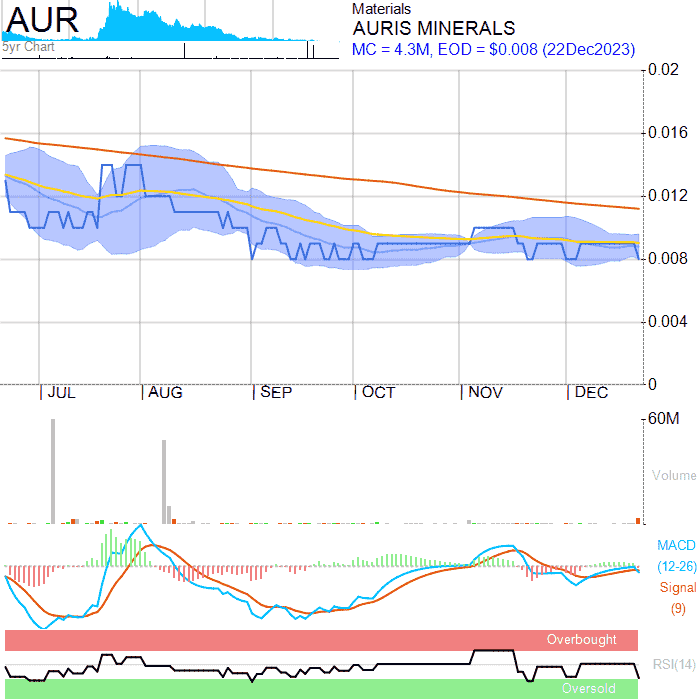 AUR
5yr Chart
Materials
AURIS MINERALS
MC = 4.3M, EOD = $0.008 (22Dec2023)
0.02
0.016
0.012
0.008
0.004
0
JUL AUG SEP OCT NOV DEC
60M
Volume
MACD
(12-26)
Signal
(9)
Overbought
RSI(14)
Oversold